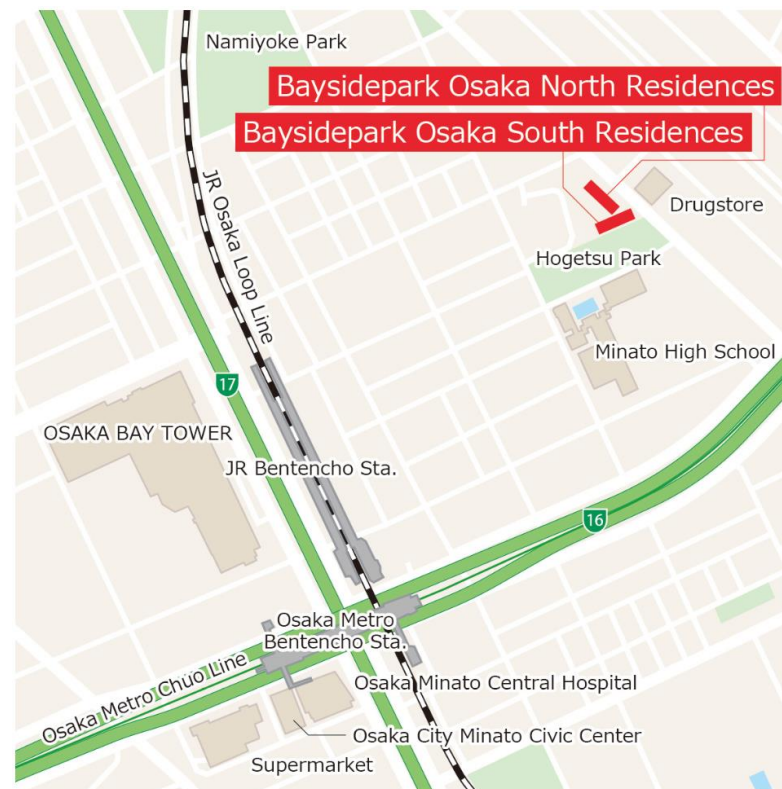 Namiyoke Park
Baysidepark Osaka North Residences
Baysidepark Osaka South Residences
Drugstore
JR Osaka Loop Line
Hogetsu Park
Minato High School
17
OSAKA BAY TOWER
JR Bentencho Sta.
16
Osaka Metro
Bentencho Sta.
Osaka Metro Chuo Line
Osaka Minato Central Hospital
Osaka City Minato Civic Center
Supermarket